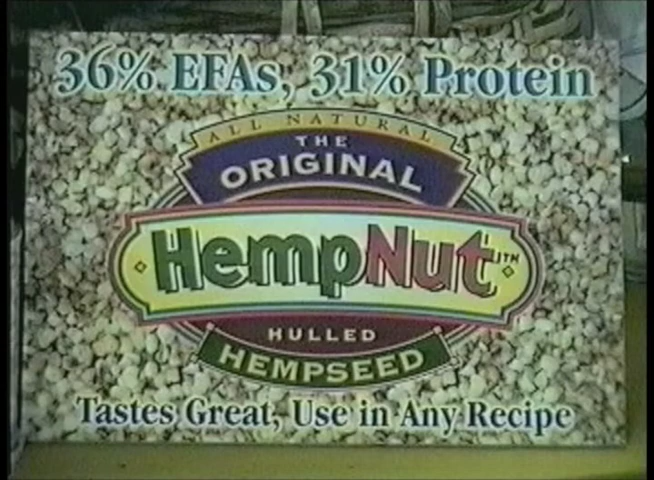 36% EFAs, 31% Protein
ALL NATURAL
THE
ORIGINAL
HempNut™
HULLED
HEMPSEED
Tastes Great, Use in Any Recipe